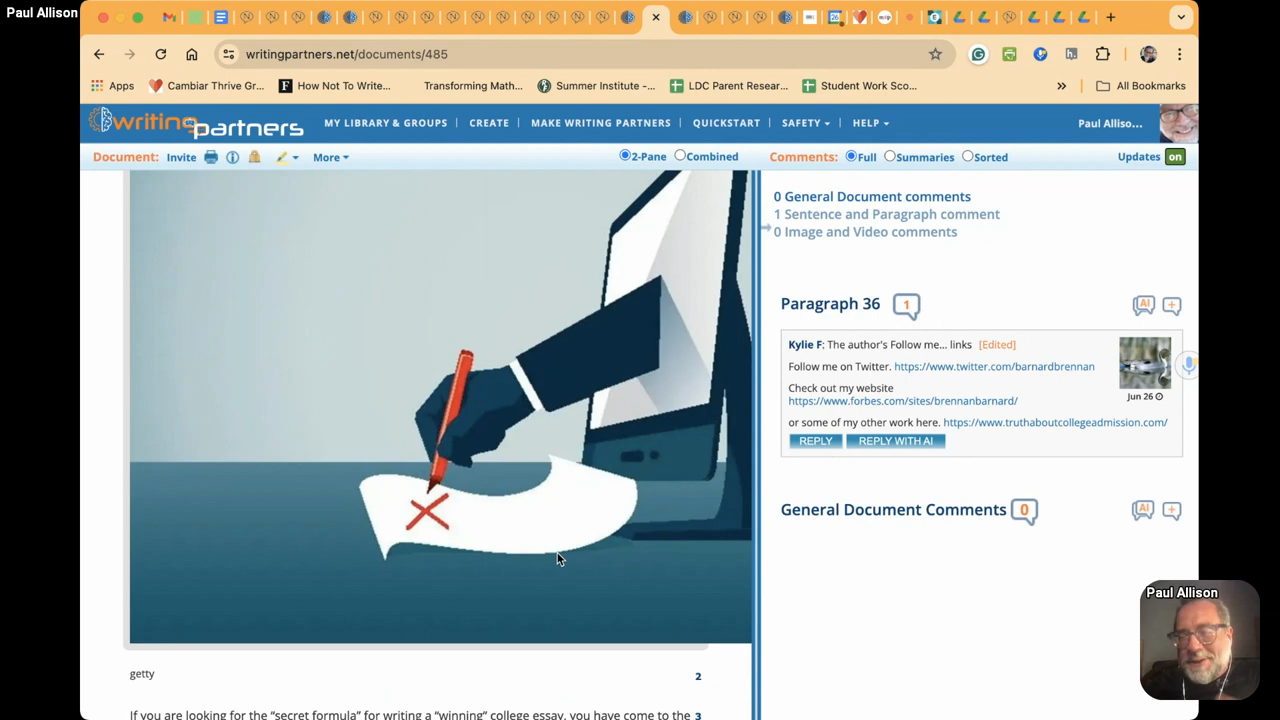 Paul Allison
writingpartners.net/documents/485
Apps
Cambiar Thrive Gr...
How Not To Write...
Transforming Math...
Summer Institute -...
LDC Parent Resear...
Student Work Sco...
»
All Bookmarks
writing partners
MY LIBRARY & GROUPS
CREATE
MAKE WRITING PARTNERS
QUICKSTART
SAFETY
HELP
Paul Alliso...
Document:
Invite
More
2-Pane
Combined
Comments:
Full
Summaries
Sorted
Updates
on
0 General Document comments
1 Sentence and Paragraph comment
0 Image and Video comments
Paragraph 36
1
AI
+
Kylie F: The author's Follow me... links [Edited]
Follow me on Twitter. https://www.twitter.com/barnardbrennan
Check out my website
https://www.forbes.com/sites/brennanbarnard/
Jun 26
or some of my other work here. https://www.truthaboutcollegeadmission.com/
REPLY
REPLY WITH AI
General Document Comments
0
AI
+
getty
2
If you are looking for the “secret formula” for writing a “winning” college essay, you have come to the
3
Paul Allison